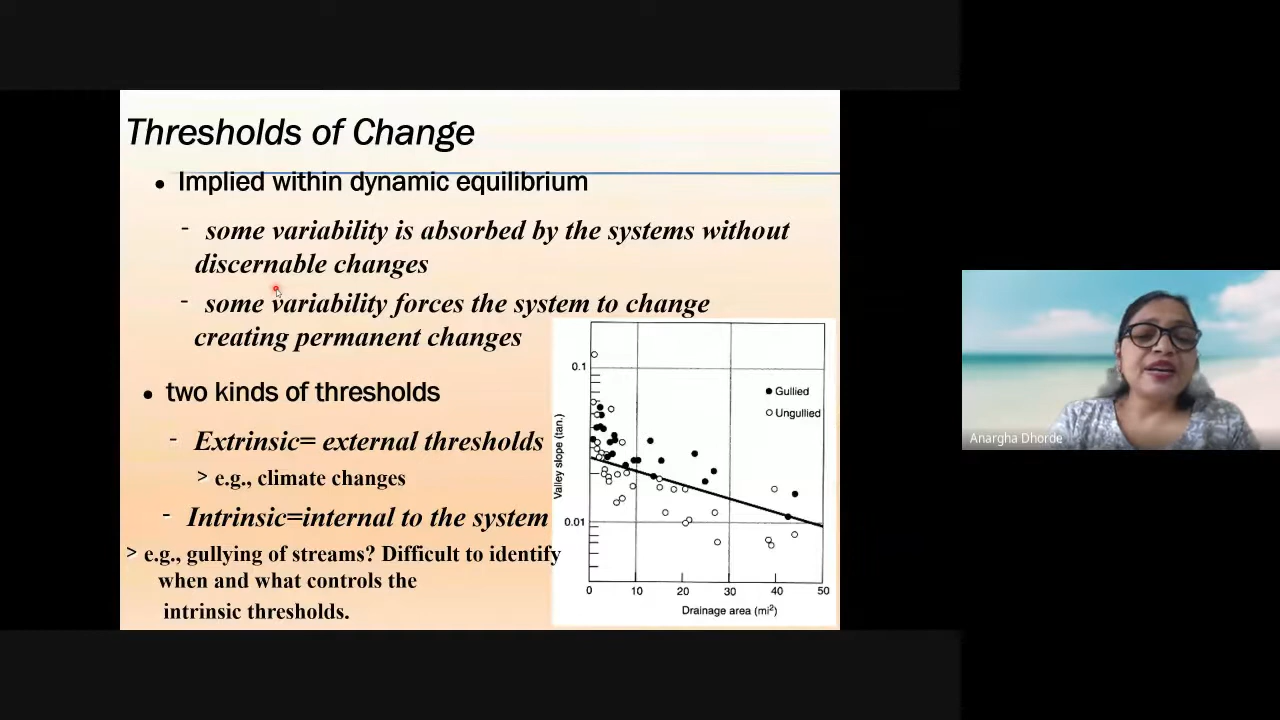 Thresholds of Change
• Implied within dynamic equilibrium
- some variability is absorbed by the systems without
discernable changes
- some variability forces the system to change
creating permanent changes
• two kinds of thresholds
- Extrinsic= external thresholds
> e.g., climate changes
- Intrinsic=internal to the system
> e.g., gullying of streams? Difficult to identify
when and what controls the
intrinsic thresholds.
0.1
0.01
Valley slope (tan.)
Gullied
Ungullied
0 10 20 30 40 50
Drainage area (mi²)
Anargha Dhorde